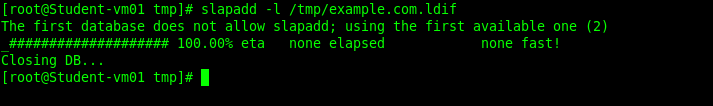 [root@Student-vm01 tmp]# slapadd -l /tmp/example.com.ldif
The first database does not allow slapadd; using the first available one (2)
_#################### 100.00% eta   none elapsed            none fast!
Closing DB...
[root@Student-vm01 tmp]#